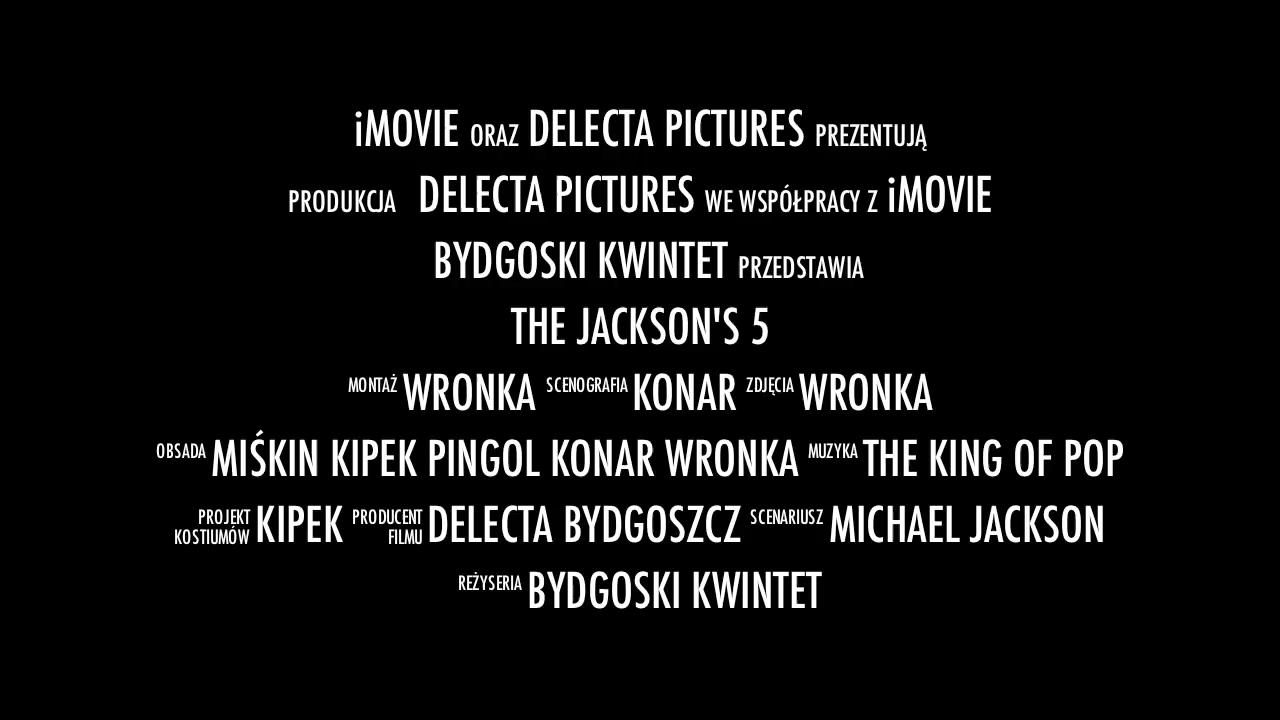 iMOVIE ORAZ DELECTA PICTURES PREZENTUJĄ
PRODUKCJA DELECTA PICTURES WE WSPÓŁPRACY Z iMOVIE
BYDGOSKI KWINTET PRZEDSTAWIA
THE JACKSON'S 5
MONTAŻ WRONKA SCENOGRAFIA KONAR ZDJĘCIA WRONKA
OBSADA MIŚKIN KIPEK PINGOL KONAR WRONKA MUZYKA THE KING OF POP
PROJEKT KOSTIUMÓW KIPEK PRODUCENT FILMU DELECTA BYDGOSZCZ SCENARIUSZ MICHAEL JACKSON
REŻYSERIA BYDGOSKI KWINTET